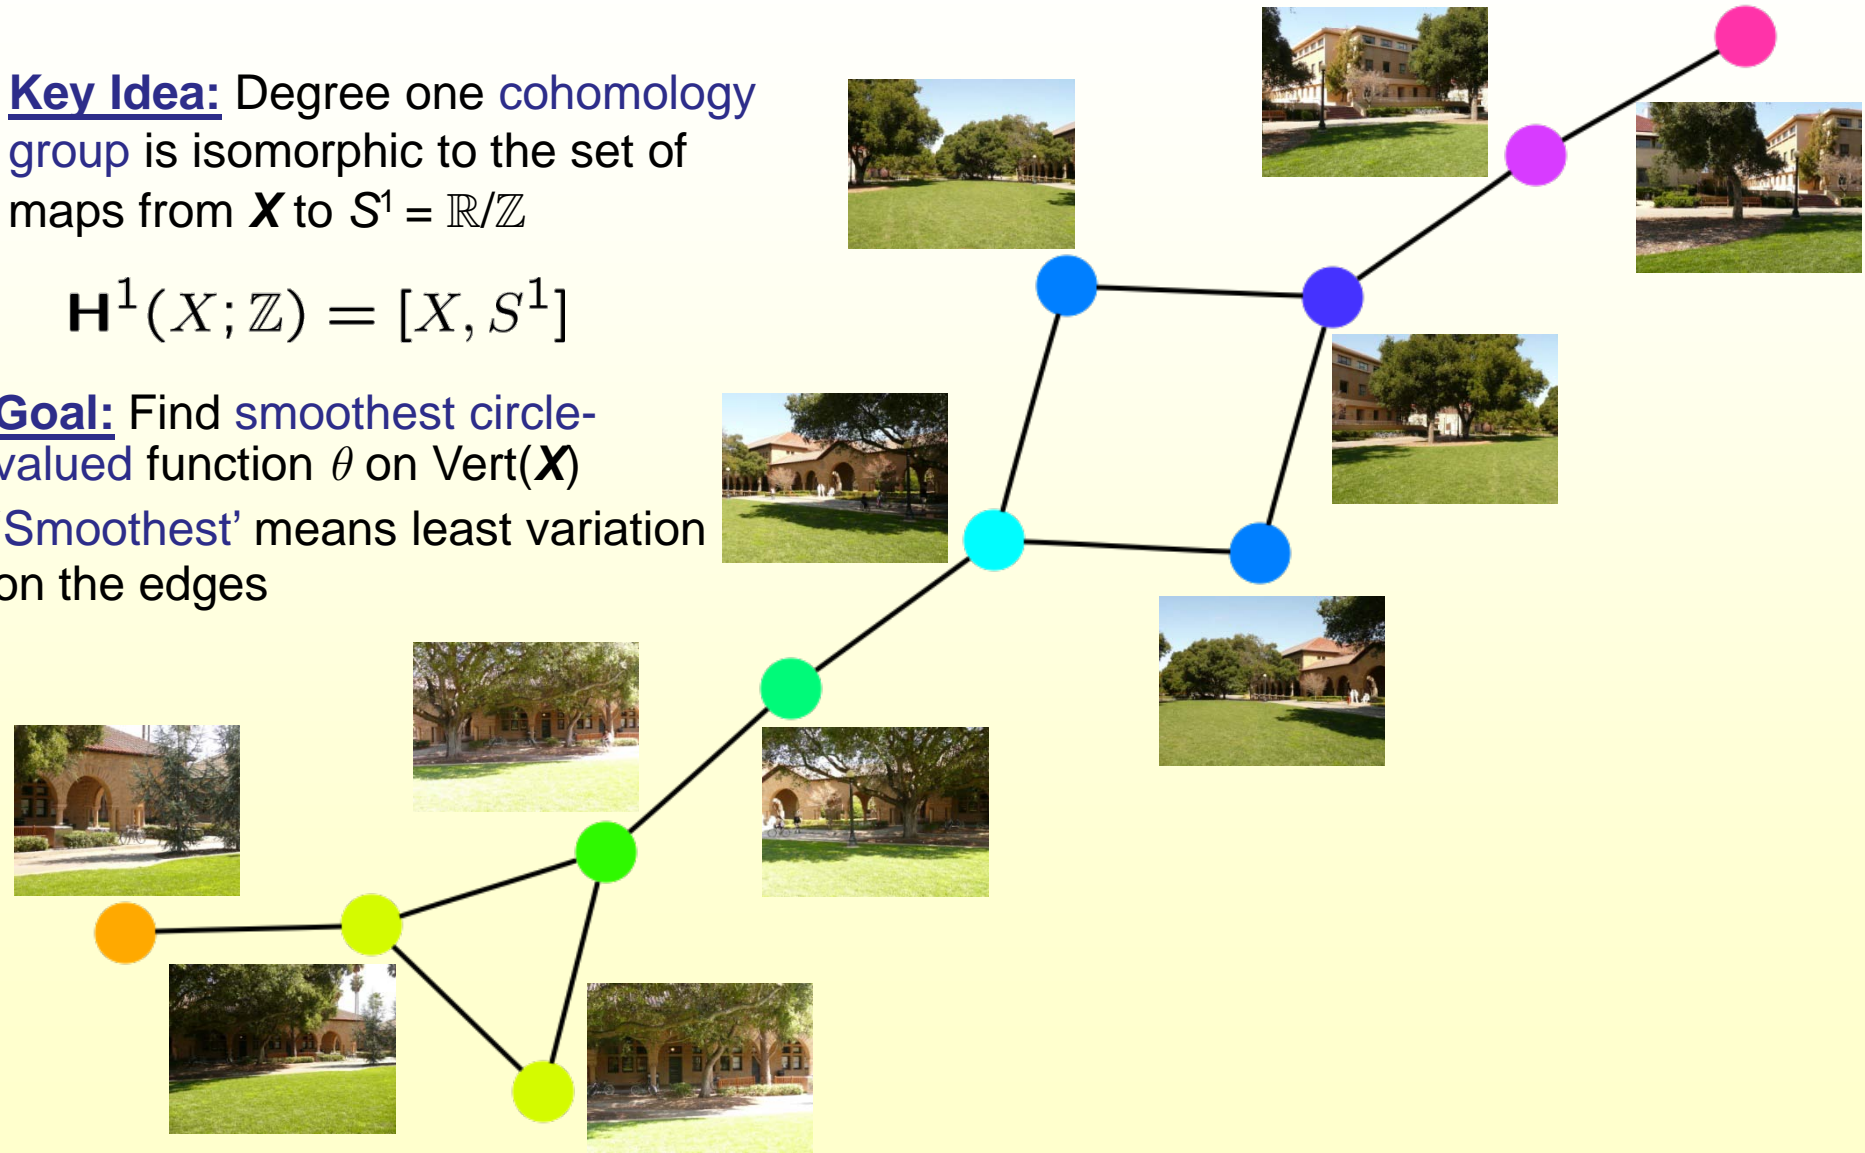 Key Idea: Degree one cohomology
group is isomorphic to the set of
maps from X to S¹ = ℝ/ℤ
H¹(X; ℤ) = [X, S¹]
Goal: Find smoothest circle-
valued function θ on Vert(X)
Smoothest’ means least variation
on the edges